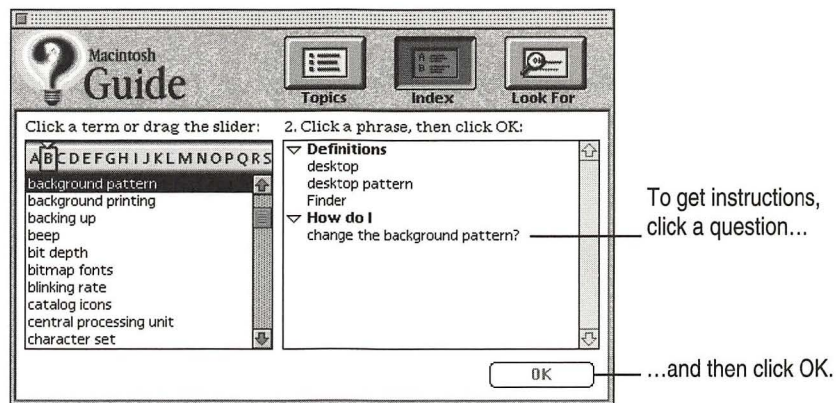 Macintosh
Guide
Topics
Index
Look For
Click a term or drag the slider:
2. Click a phrase, then click OK:
A B C D E F G H I J K L M N O P Q R S
background pattern
background printing
backing up
beep
bit depth
bitmap fonts
blinking rate
catalog icons
central processing unit
character set
Definitions
desktop
desktop pattern
Finder
How do I
change the background pattern?
OK
To get instructions,
click a question…
…and then click OK.